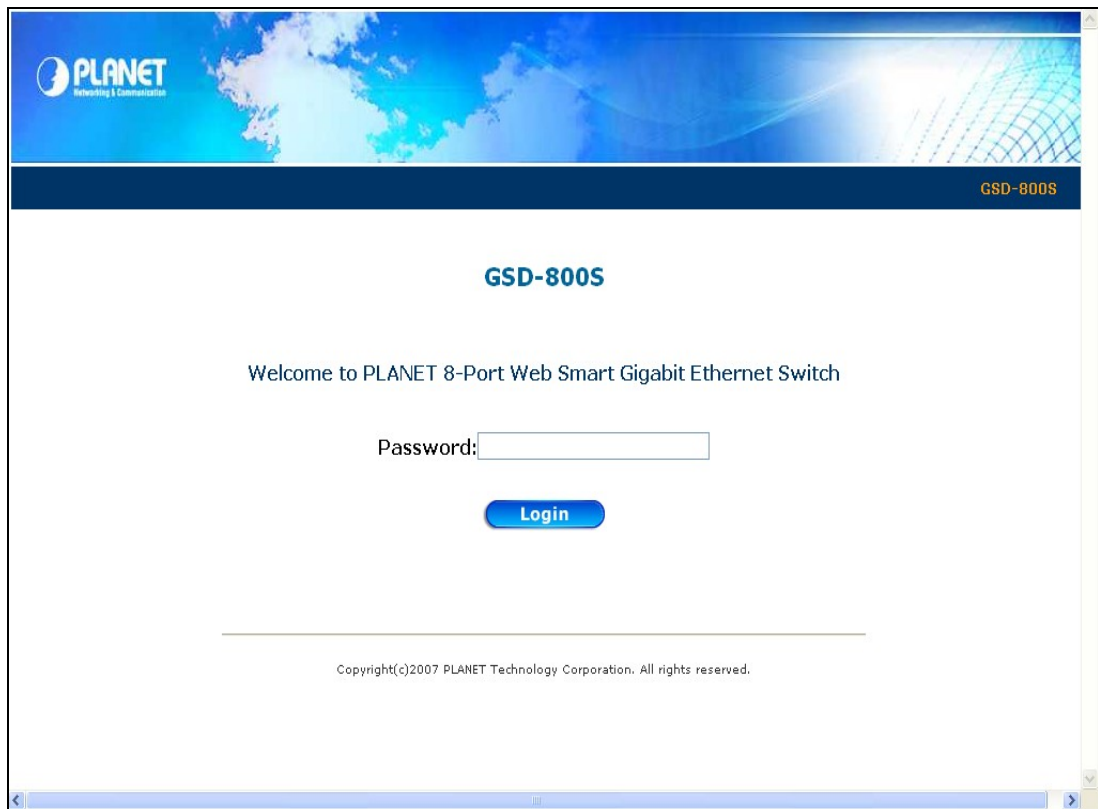 PLANET
Networking & Communication
GSD-800S
GSD-800S
Welcome to PLANET 8-Port Web Smart Gigabit Ethernet Switch
Password:
Login
Copyright(c)2007 PLANET Technology Corporation. All rights reserved.